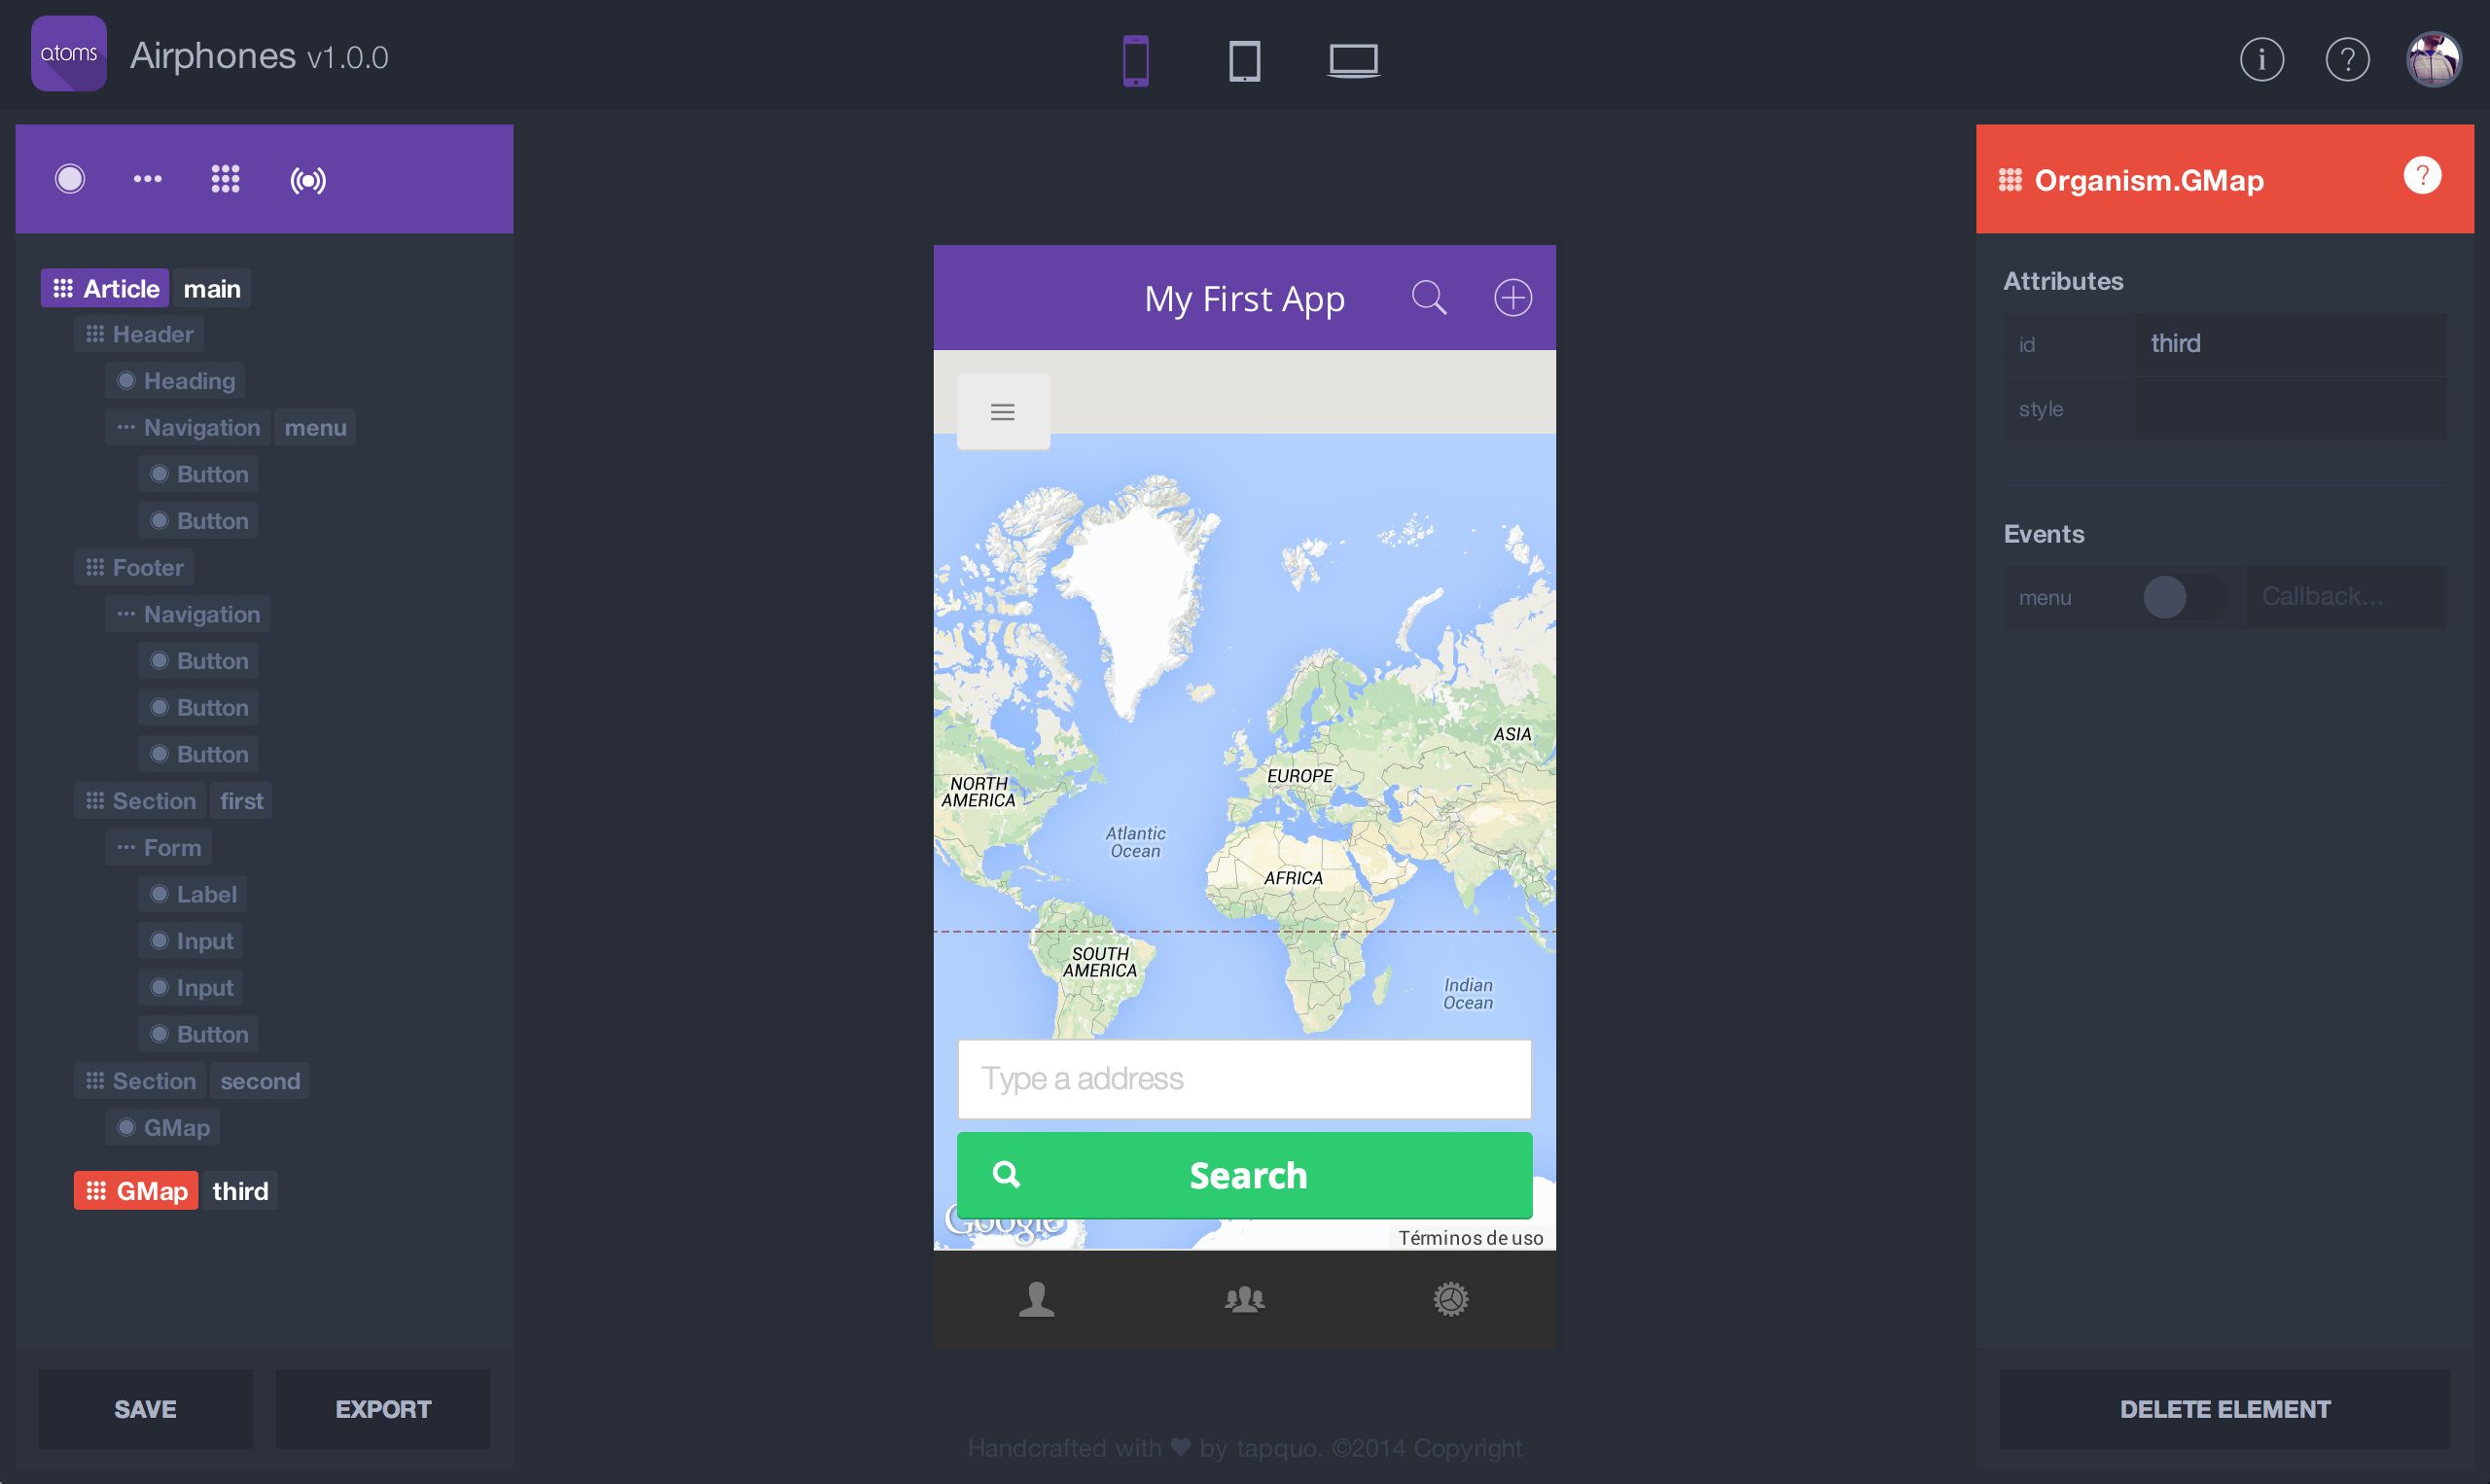 atoms
Airphones v1.0.0
i
?
Article main
Header
Heading
Navigation menu
Button
Button
Footer
Navigation
Button
Button
Button
Section first
Form
Label
Input
Input
Button
Section second
GMap
GMap third
SAVE
EXPORT
My First App
ASIA
EUROPE
NORTH
AMERICA
Atlantic
Ocean
AFRICA
SOUTH
AMERICA
Indian
Ocean
Type a address
Search
Google
Términos de uso
Handcrafted with ♥ by tapquo. ©2014 Copyright
Organism.GMap
?
Attributes
id third
style
Events
menu Callback...
DELETE ELEMENT